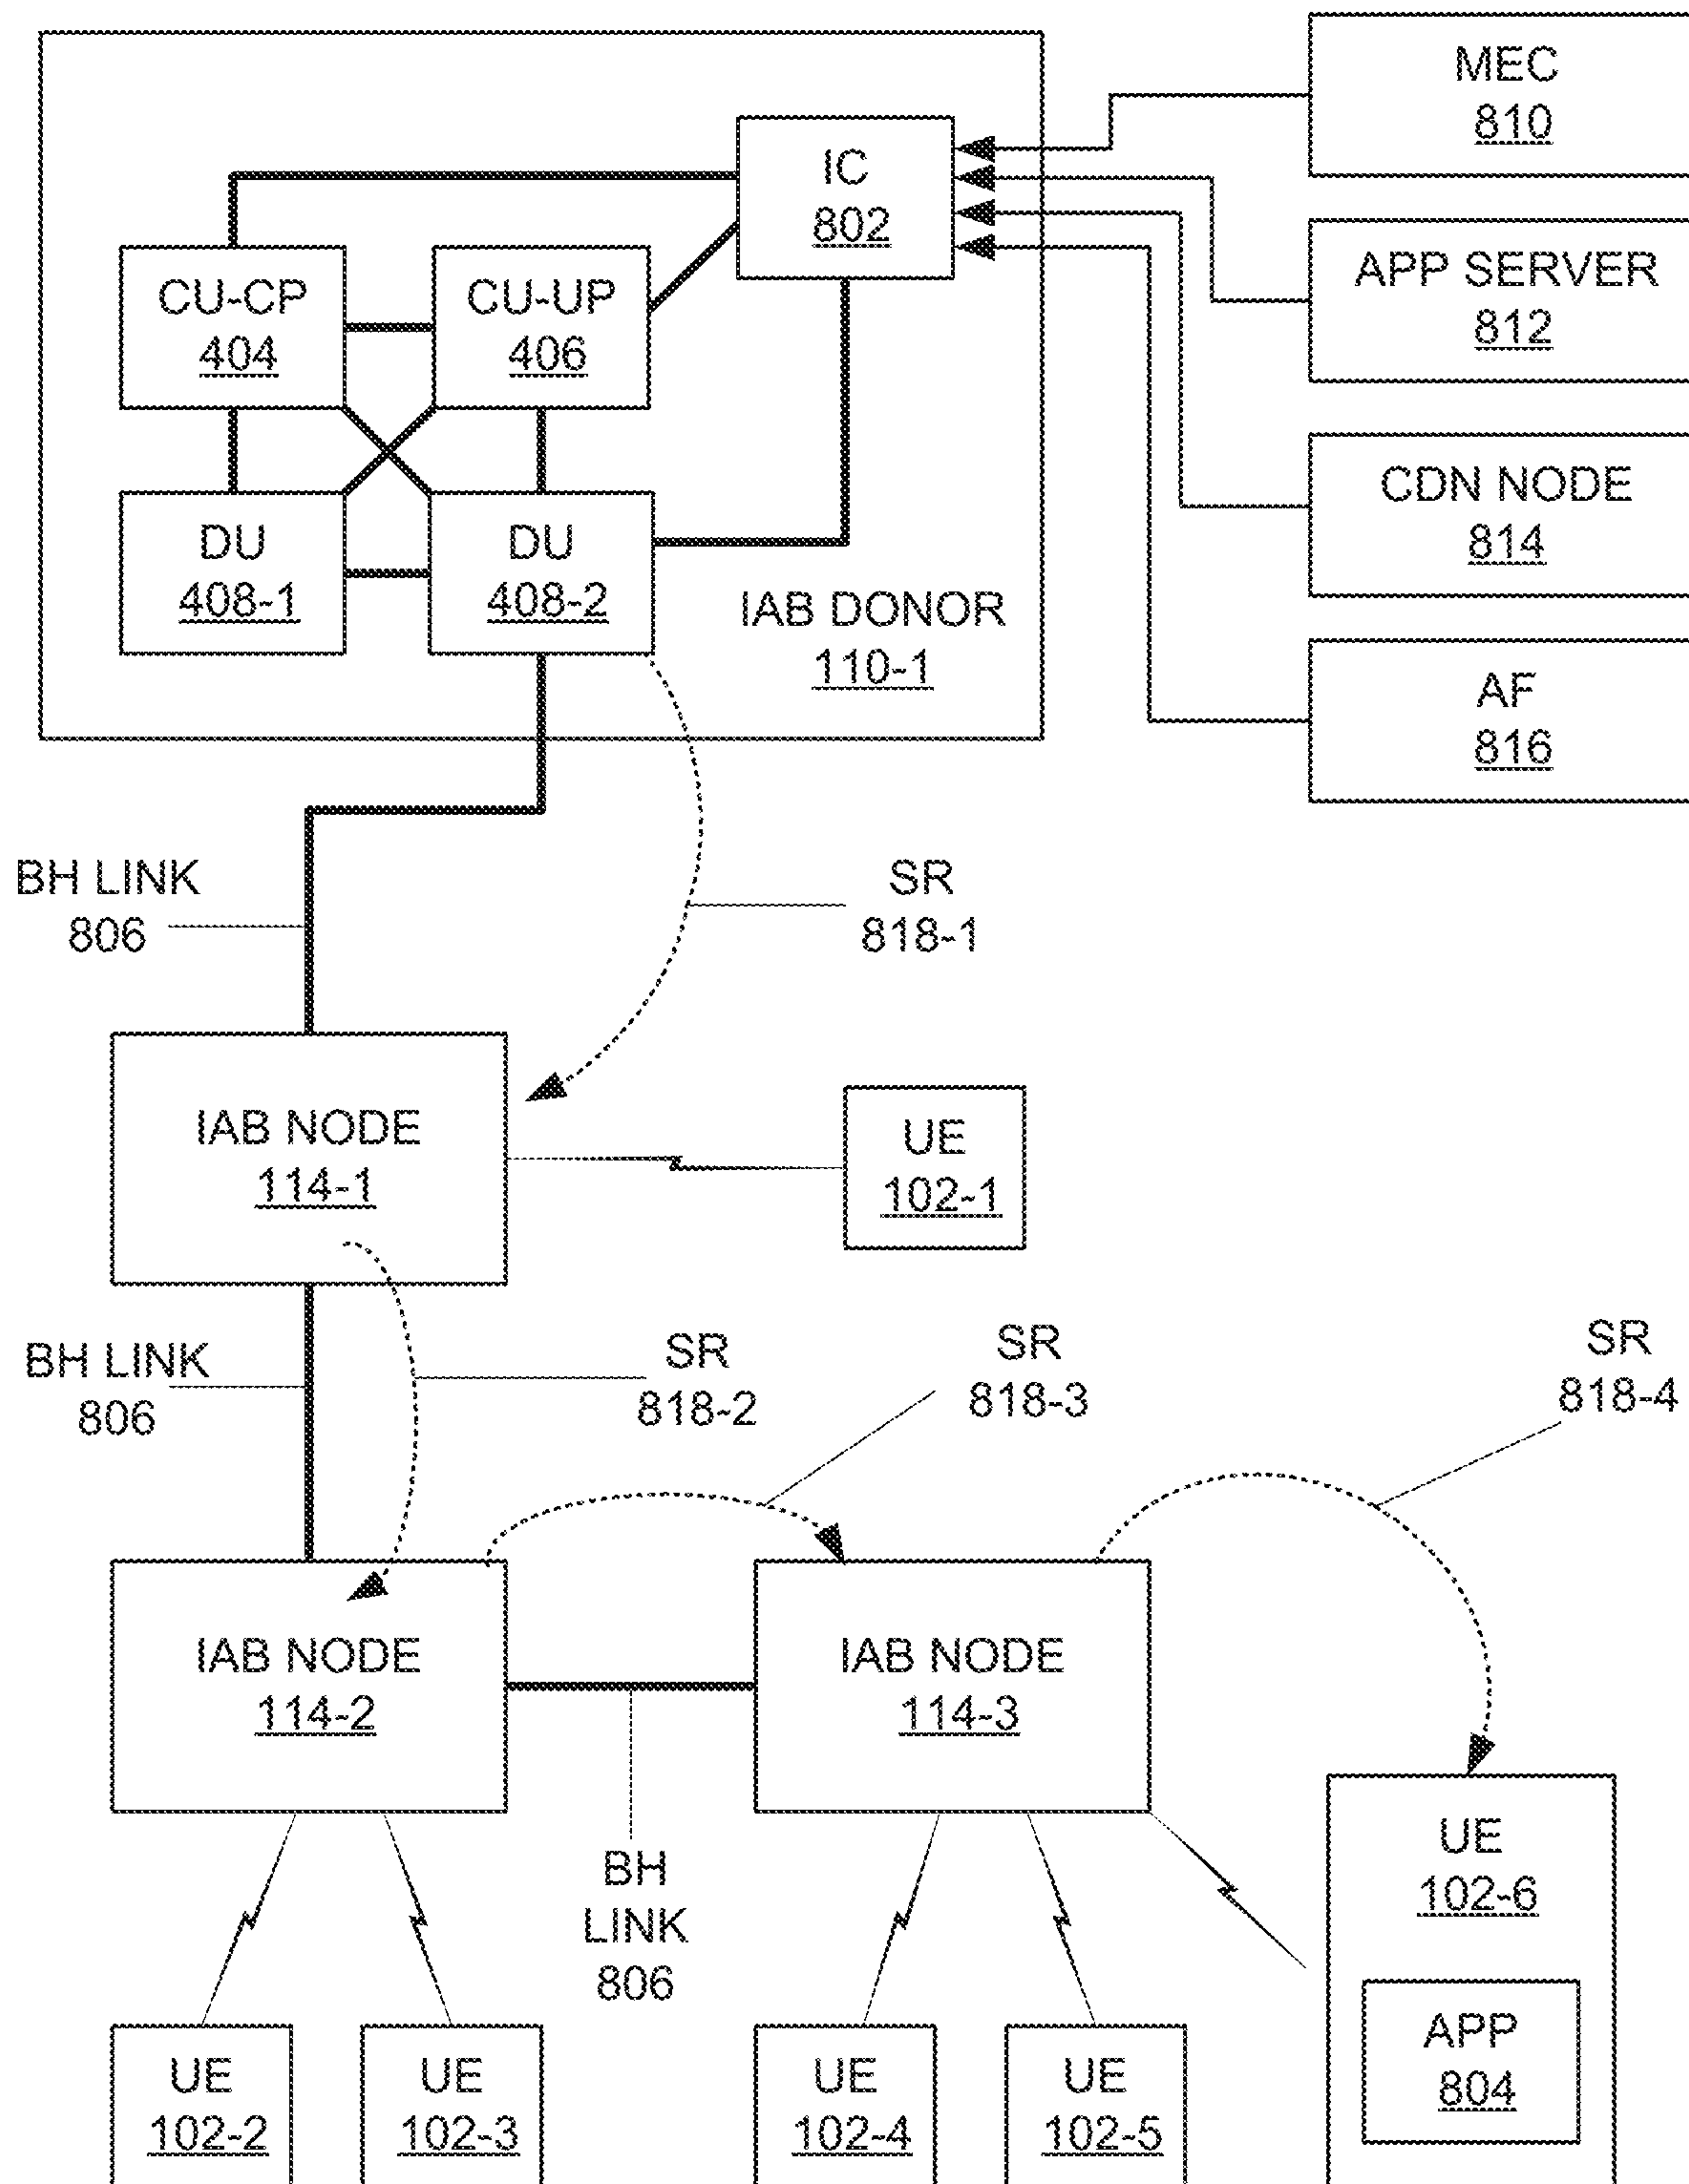 MEC
810
IC
802
APP SERVER
812
CU-CP
404
CU-UP
406
CDN NODE
814
DU
408-1
DU
408-2
IAB DONOR
110-1
AF
816
BH LINK
806
SR
818-1
IAB NODE
114-1
UE
102-1
BH LINK
806
SR
818-2
SR
818-3
SR
818-4
IAB NODE
114-2
IAB NODE
114-3
BH
LINK
806
UE
102-6
APP
804
UE
102-2
UE
102-3
UE
102-4
UE
102-5